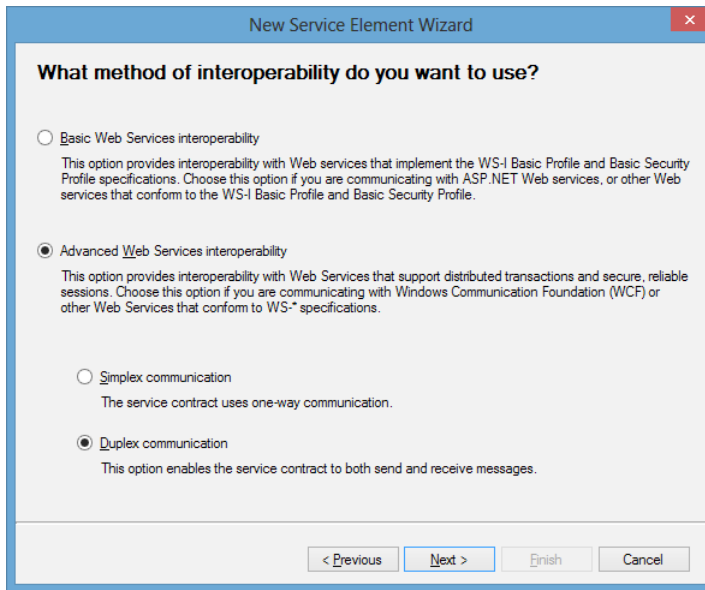 New Service Element Wizard
What method of interoperability do you want to use?
Basic Web Services interoperability
This option provides interoperability with Web services that implement the WS-I Basic Profile and Basic Security
Profile specifications. Choose this option if you are communicating with ASP.NET Web services, or other Web
services that conform to the WS-I Basic Profile and Basic Security Profile.
Advanced Web Services interoperability
This option provides interoperability with Web Services that support distributed transactions and secure, reliable
sessions. Choose this option if you are communicating with Windows Communication Foundation (WCF) or
other Web Services that conform to WS-* specifications.
Simplex communication
The service contract uses one-way communication.
Duplex communication
This option enables the service contract to both send and receive messages.
< Previous Next > Finish Cancel